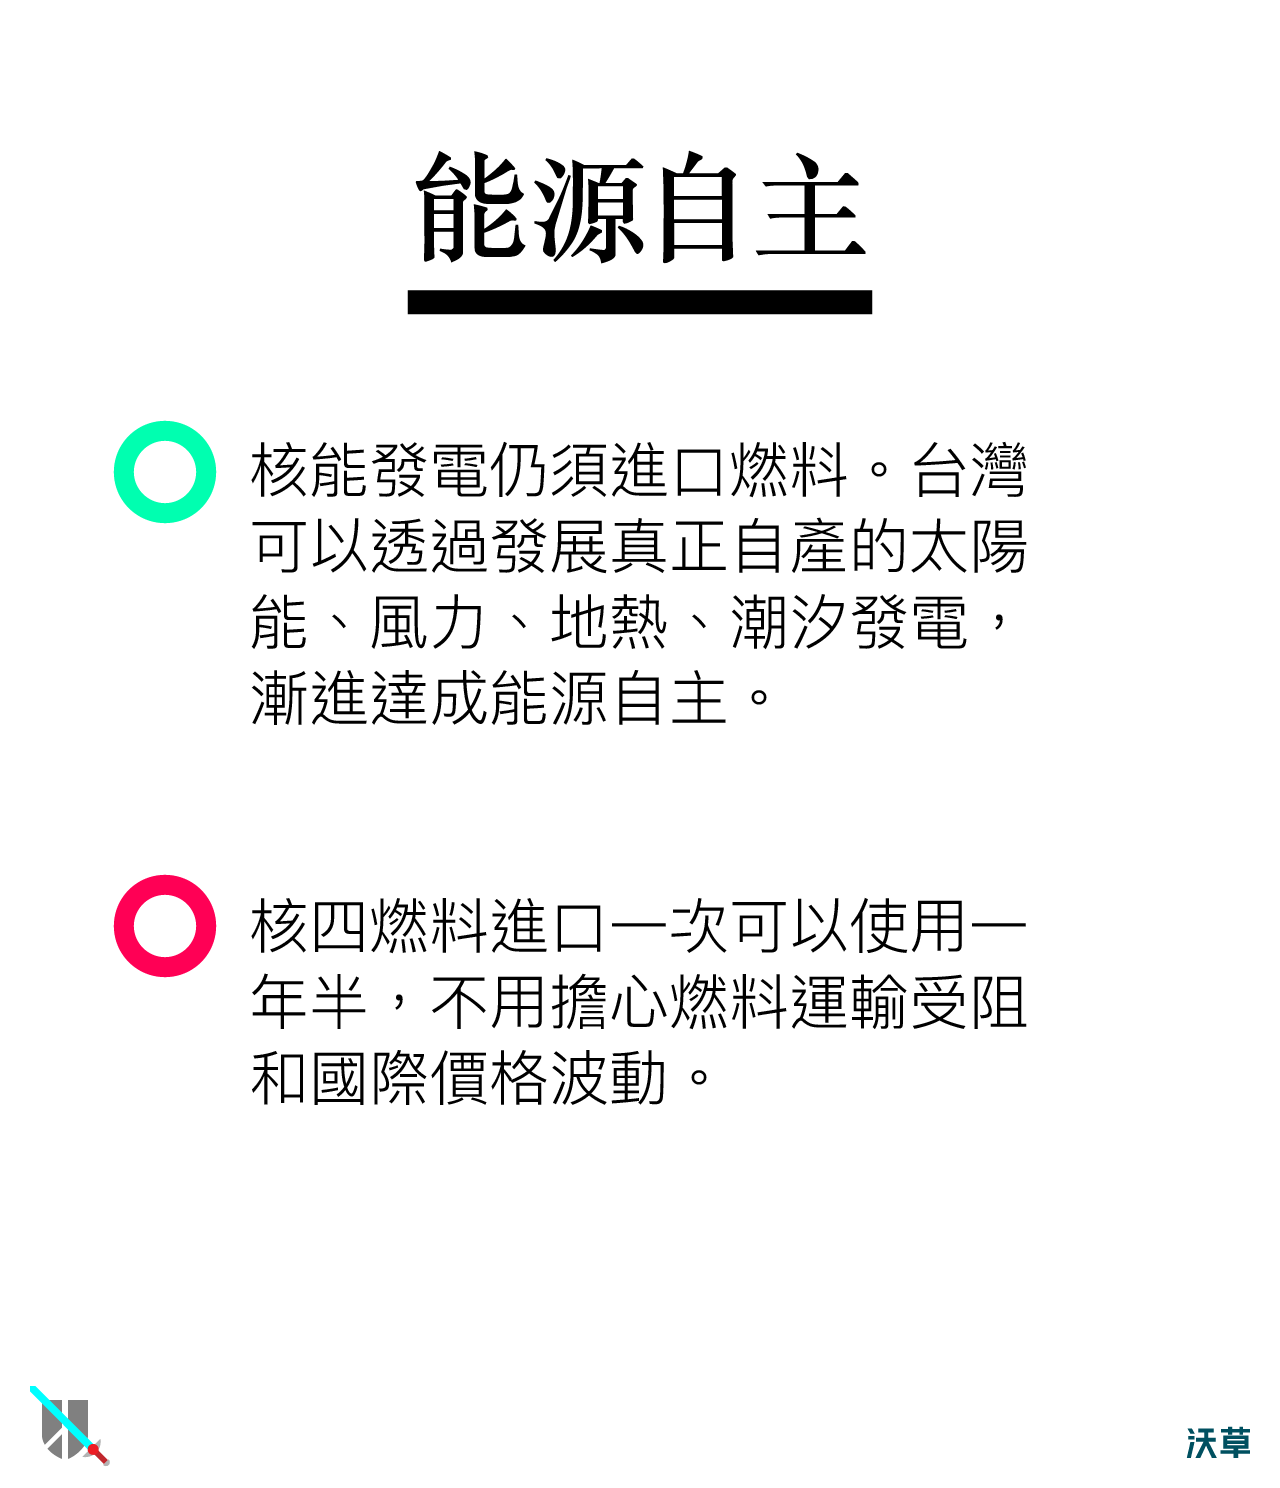 能源自主
核能發電仍須進口燃料。台灣
可以透過發展真正自產的太陽
能、風力、地熱、潮汐發電，
漸進達成能源自主。
核四燃料進口一次可以使用一
年半，不用擔心燃料運輸受阻
和國際價格波動。
沃草